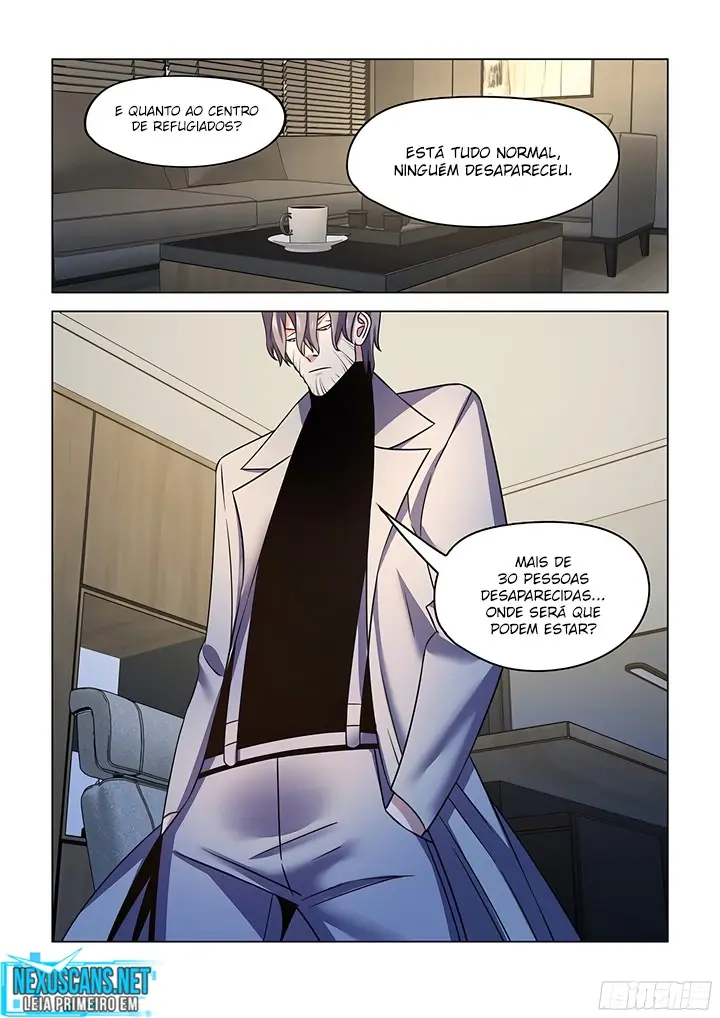 E QUANTO AO CENTRO
DE REFUGIADOS?
ESTÁ TUDO NORMAL,
NINGUÉM DESAPARECEU.
MAIS DE
30 PESSOAS
DESAPARECIDAS...
ONDE SERÁ QUE
PODEM ESTAR?
NEXOSCANS.NET
LEIA PRIMEIRO EM